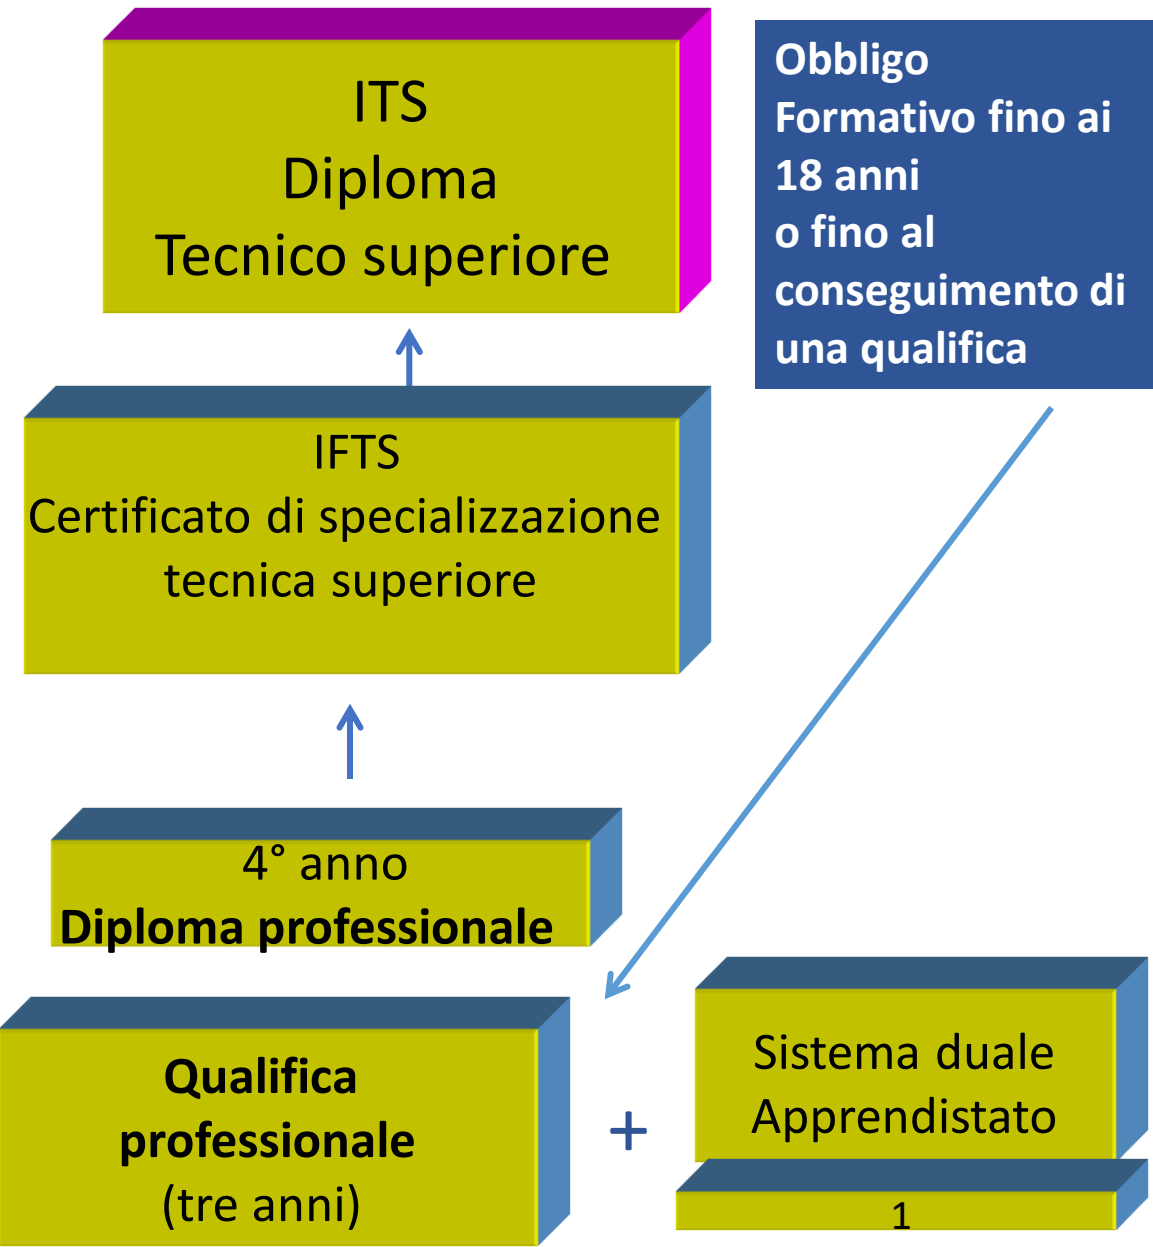 ITS
Diploma
Tecnico superiore
Obbligo
Formativo fino ai
18 anni
o fino al
conseguimento di
una qualifica
IFTS
Certificato di specializzazione
tecnica superiore
4° anno
Diploma professionale
Qualifica
professionale
(tre anni)
+
Sistema duale
Apprendistato
1